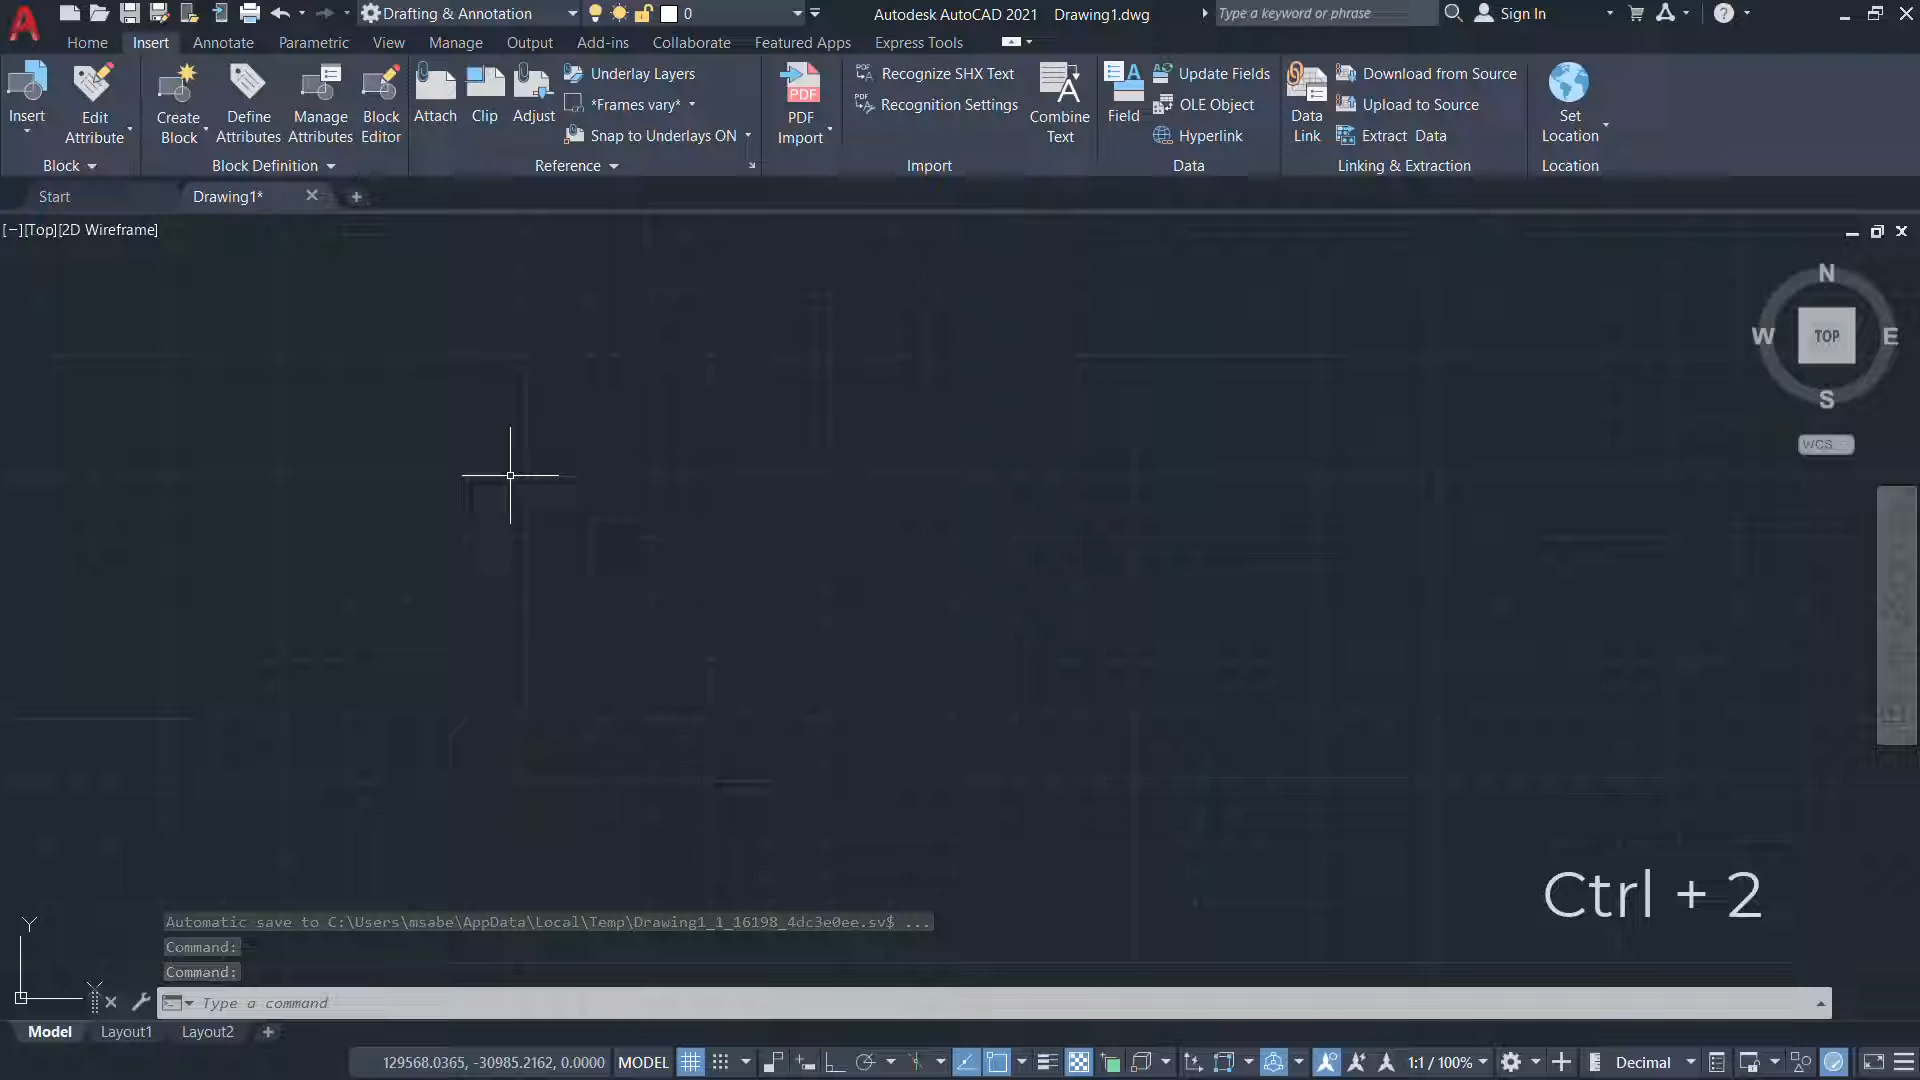 Drafting & Annotation
0
Autodesk AutoCAD 2021 Drawing1.dwg
Type a keyword or phrase
Sign In
Home Insert Annotate Parametric View Manage Output Add-ins Collaborate Featured Apps Express Tools
Insert
Edit
Attribute
Block
Create
Block
Define
Attributes
Manage
Attributes
Block
Editor
Block Definition
Attach
Clip
Adjust
Underlay Layers
*Frames vary*
Snap to Underlays ON
Reference
PDF
PDF
Import
Recognize SHX Text
Recognition Settings
Combine
Text
Import
Field
Update Fields
OLE Object
Hyperlink
Data
Data
Link
Download from Source
Upload to Source
Extract Data
Linking & Extraction
Set
Location
Location
Start
Drawing1*
[−][Top][2D Wireframe]
N
W
TOP
E
S
WCS
Ctrl + 2
Y
Automatic save to C:\Users\msabe\AppData\Local\Temp\Drawing1_1_16198_4dc3e0ee.sv$ ...
Command:
Command:
Type a command
Model Layout1 Layout2
129568.0365, -30985.2162, 0.0000 MODEL
1:1 / 100%
Decimal